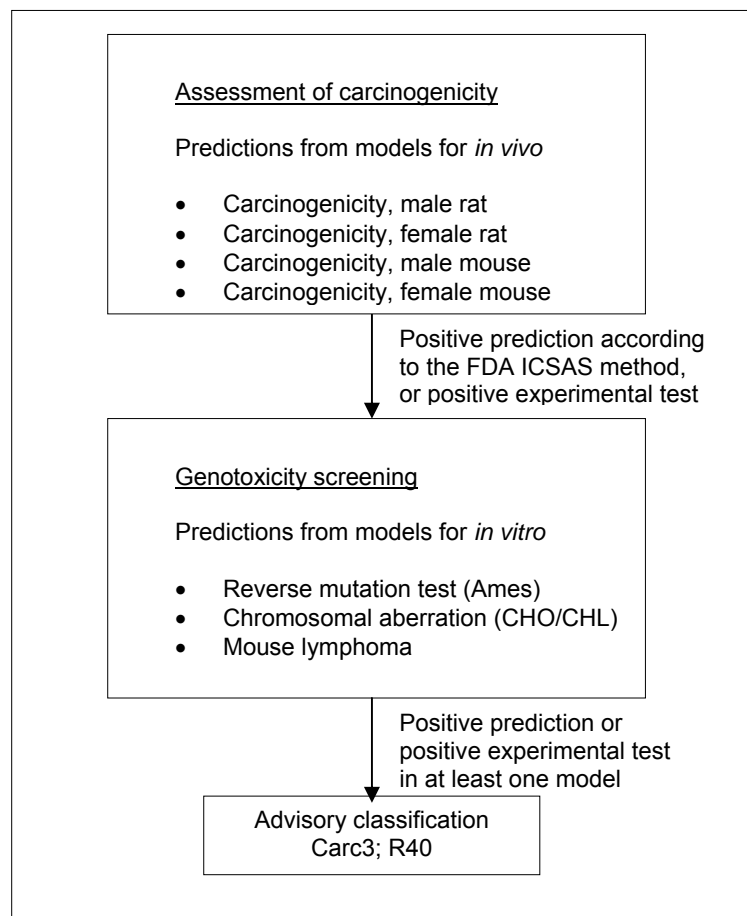 Assessment of carcinogenicity
Predictions from models for in vivo
• Carcinogenicity, male rat
• Carcinogenicity, female rat
• Carcinogenicity, male mouse
• Carcinogenicity, female mouse
Positive prediction according
to the FDA ICSAS method,
or positive experimental test
Genotoxicity screening
Predictions from models for in vitro
• Reverse mutation test (Ames)
• Chromosomal aberration (CHO/CHL)
• Mouse lymphoma
Positive prediction or
positive experimental test
in at least one model
Advisory classification
Carc3; R40